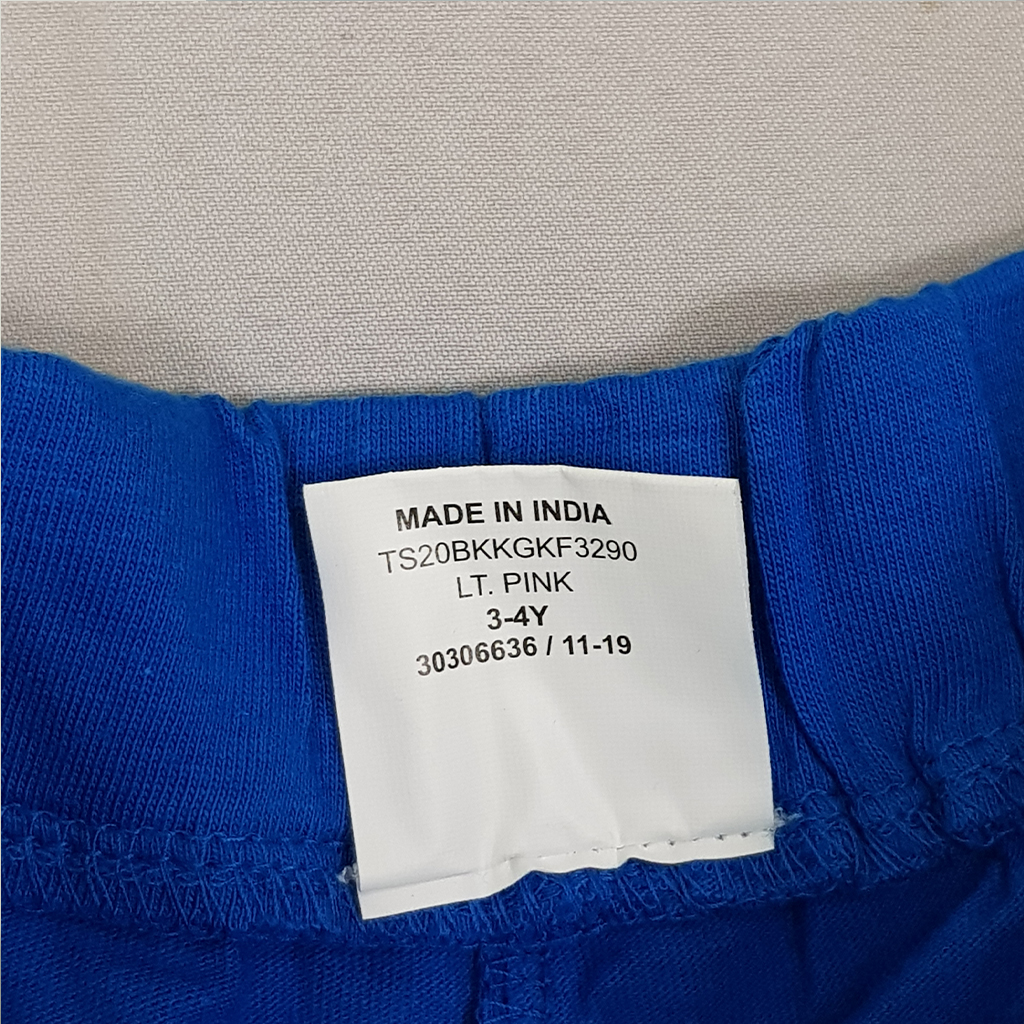 MADE IN INDIA
TS20BKKGKF3290
LT. PINK
3-4Y
30306636 / 11-19